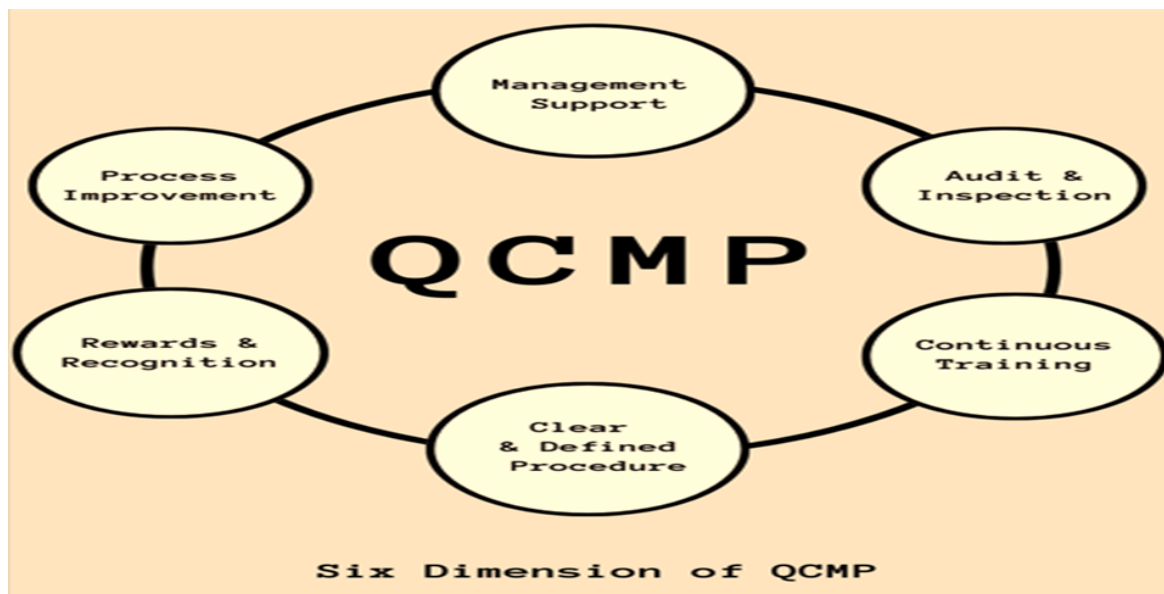 Management
Support
Process
Improvement
Audit &
Inspection
QCMP
Rewards &
Recognition
Continuous
Training
Clear
& Defined
Procedure
Six Dimension of QCMP